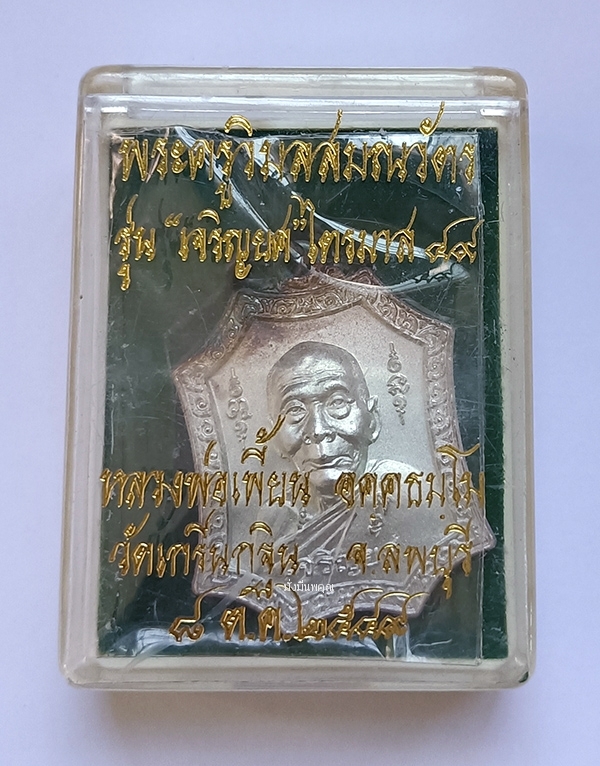 พระครูวิมลสมณวัตร
รุ่น “เจริญยศ” ไตรมาส ๔๙
หลวงพ่อเพี้ยน อคฺคธมฺโม
วัดเกริ่นกฐิน จ.ลพบุรี
๘ ต.ค. ๒๕๔๙